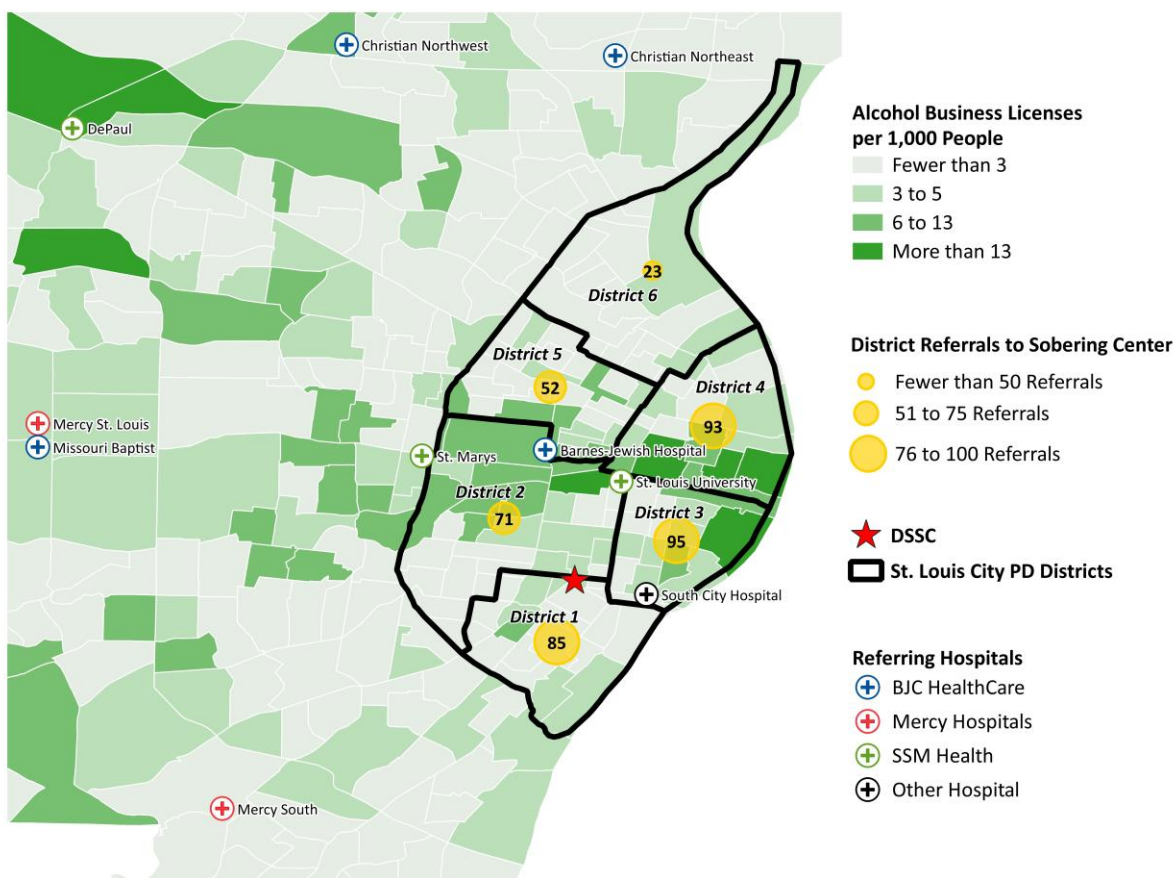 Christian Northwest
Christian Northeast
DePaul
23
District 6
District 5
52
District 4
93
Mercy St. Louis
Missouri Baptist
St. Marys
Barnes-Jewish Hospital
St. Louis University
District 2
71
District 3
95
South City Hospital
District 1
85
Mercy South
Alcohol Business Licenses
per 1,000 People
Fewer than 3
3 to 5
6 to 13
More than 13
District Referrals to Sobering Center
Fewer than 50 Referrals
51 to 75 Referrals
76 to 100 Referrals
DSSC
St. Louis City PD Districts
Referring Hospitals
BJC HealthCare
Mercy Hospitals
SSM Health
Other Hospital